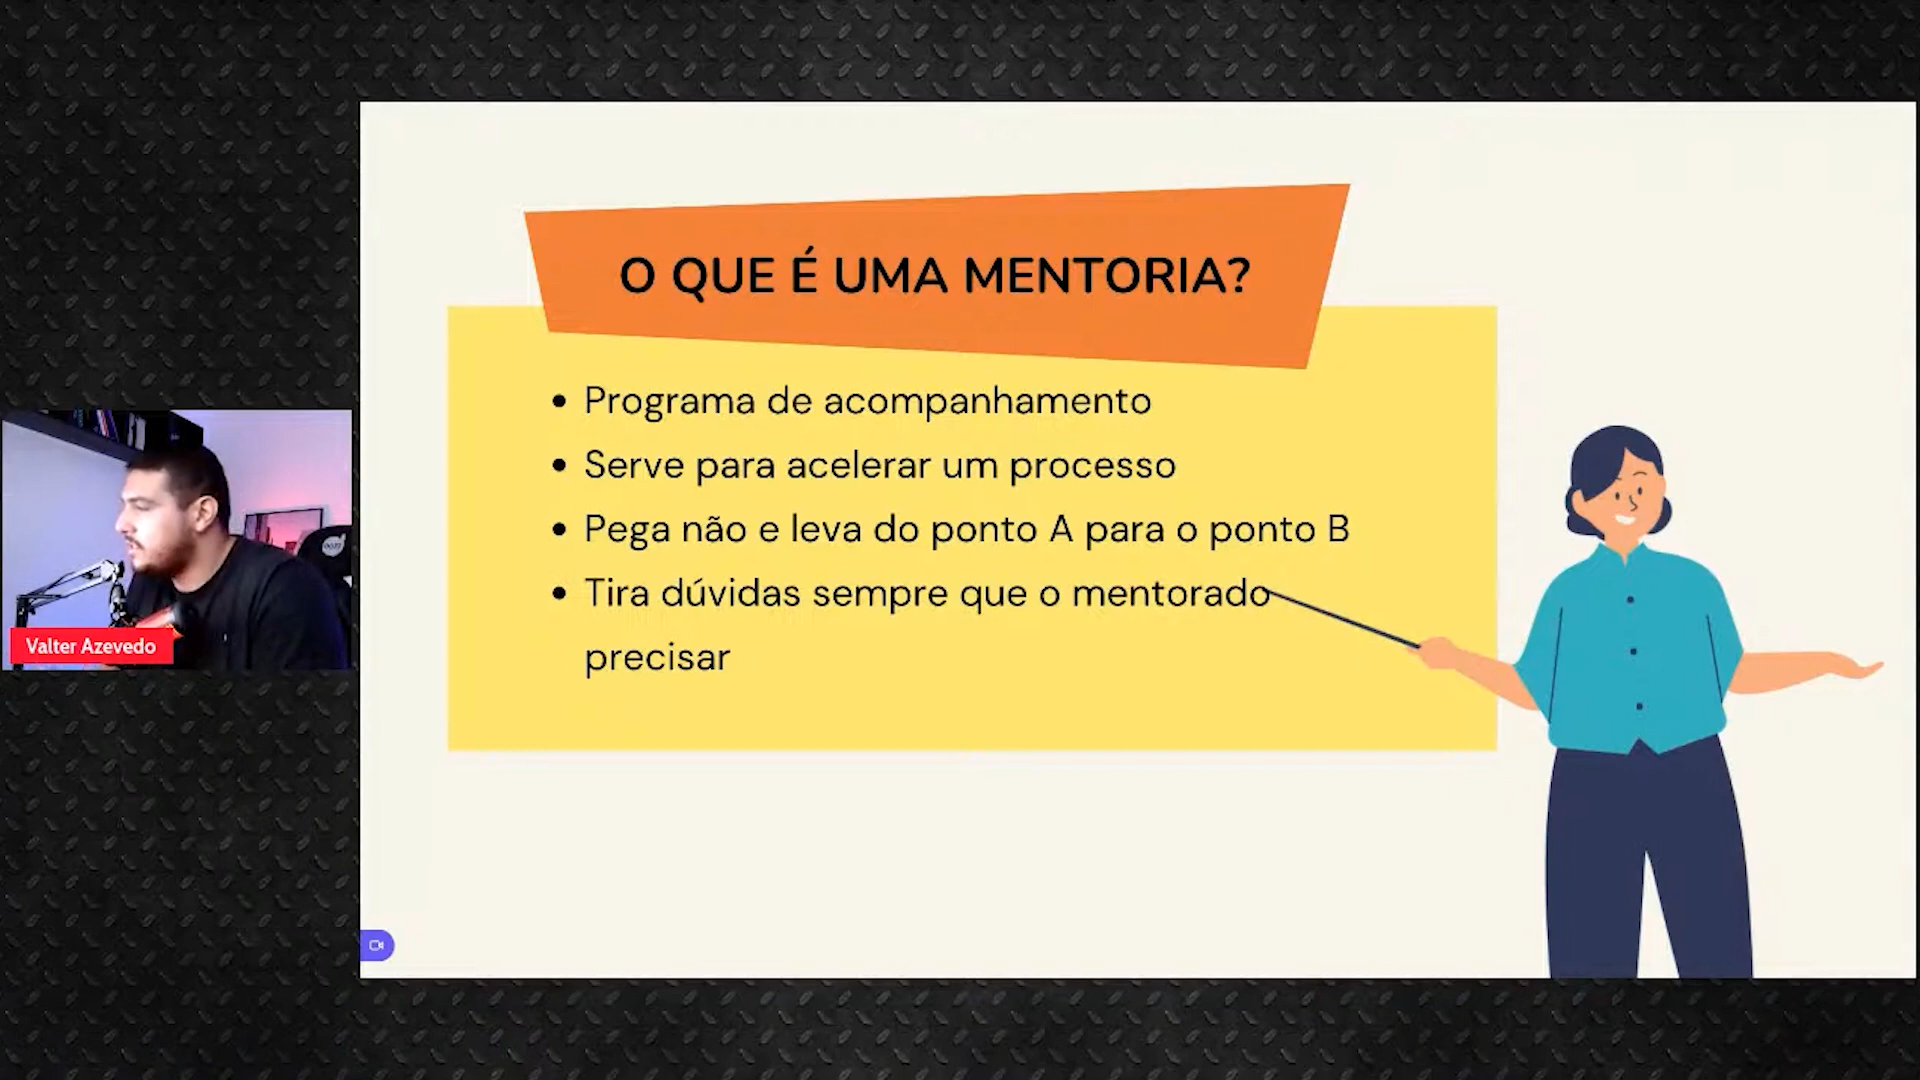 O QUE É UMA MENTORIA?
Programa de acompanhamento
Serve para acelerar um processo
Pega não e leva do ponto A para o ponto B
Tira dúvidas sempre que o mentorado
precisar
Valter Azevedo